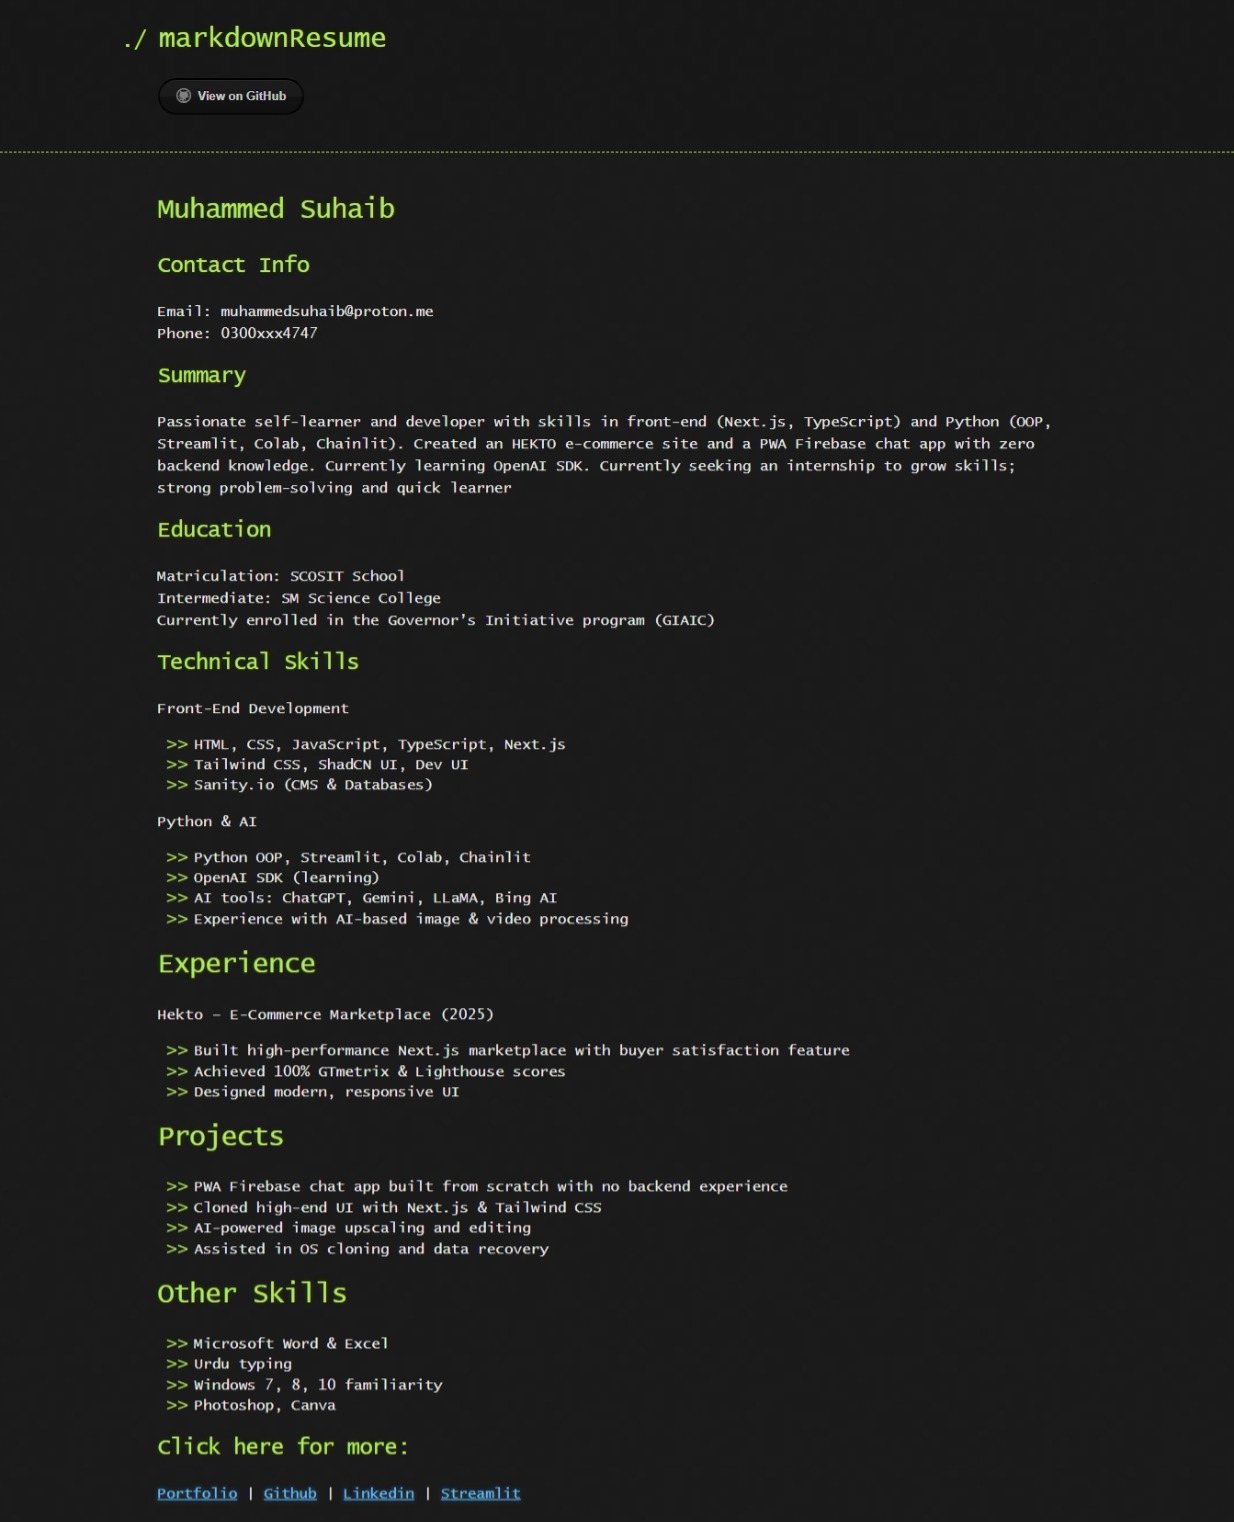 ./ markdownResume
View on GitHub
Muhammed Suhaib
Contact Info
Email: muhammedsuhaib@proton.me
Phone: 0300xxx4747
Summary
Passionate self-learner and developer with skills in front-end (Next.js, TypeScript) and Python (OOP,
Streamlit, Colab, Chainlit). Created an HEKTO e-commerce site and a PWA Firebase chat app with zero
backend knowledge. Currently learning OpenAI SDK. Currently seeking an internship to grow skills;
strong problem-solving and quick learner
Education
Matriculation: SCOSIT School
Intermediate: SM Science College
Currently enrolled in the Governor’s Initiative program (GIAIC)
Technical Skills
Front-End Development
>> HTML, CSS, JavaScript, TypeScript, Next.js
>> Tailwind CSS, ShadCN UI, Dev UI
>> Sanity.io (CMS & Databases)
Python & AI
>> Python OOP, Streamlit, Colab, Chainlit
>> OpenAI SDK (learning)
>> AI tools: ChatGPT, Gemini, LLaMA, Bing AI
>> Experience with AI-based image & video processing
Experience
Hekto – E-Commerce Marketplace (2025)
>> Built high-performance Next.js marketplace with buyer satisfaction feature
>> Achieved 100% GTmetrix & Lighthouse scores
>> Designed modern, responsive UI
Projects
>> PWA Firebase chat app built from scratch with no backend experience
>> Cloned high-end UI with Next.js & Tailwind CSS
>> AI-powered image upscaling and editing
>> Assisted in OS cloning and data recovery
Other Skills
>> Microsoft Word & Excel
>> Urdu typing
>> Windows 7, 8, 10 familiarity
>> Photoshop, Canva
Click here for more:
Portfolio | Github | Linkedin | Streamlit